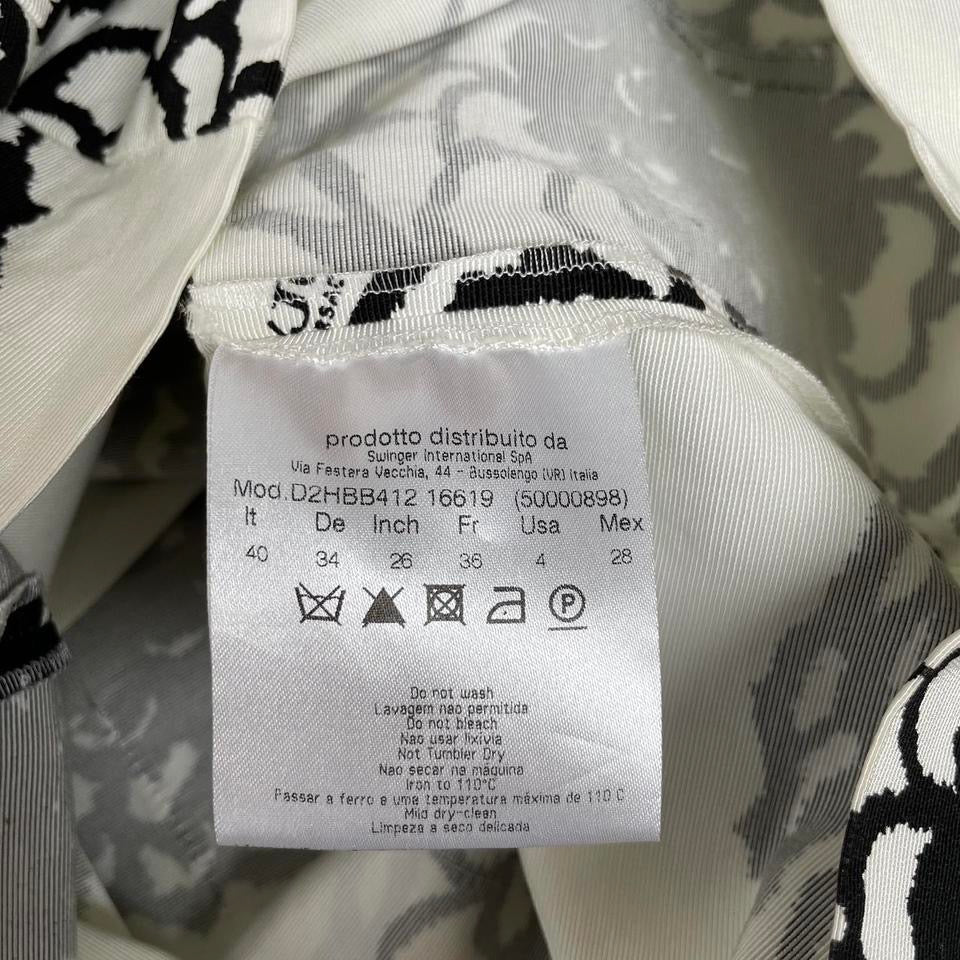 prodotto distribuito da
Swinger International SpA
Via Festara Vecchia, 44 - Bussolengo (VR) Italia
Mod.D2HBB412 16619 (50000898)
It De Inch Fr Usa Mex
40 34 26 36 4 28
P
Do not wash
Lavagem nao permitida
Do not bleach
Nao usar lixivia
Not Tumbler Dry
Nao secar na máquina
Iron to 110°C
Passar a ferro a uma temperatura máxima de 110 C
Mild dry-clean
Limpeza a seco delicada